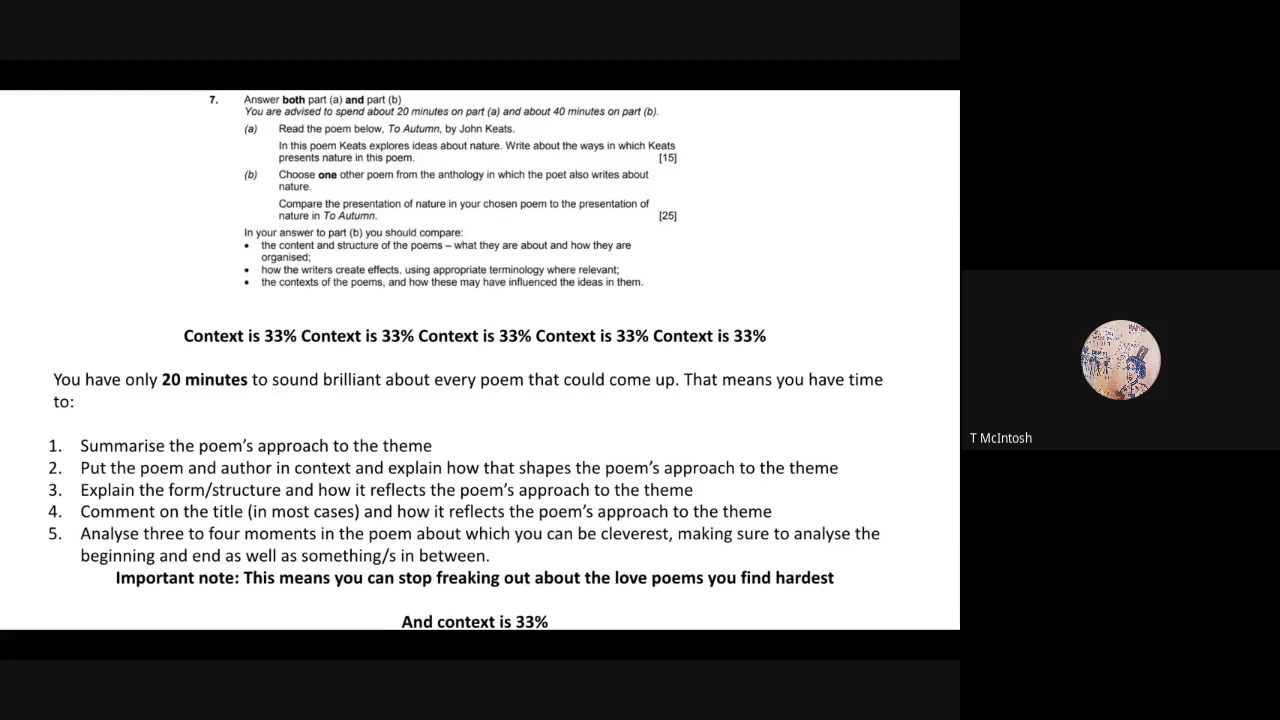 7. Answer both part (a) and part (b)
You are advised to spend about 20 minutes on part (a) and about 40 minutes on part (b).
(a) Read the poem below, To Autumn, by John Keats.
In this poem Keats explores ideas about nature. Write about the ways in which Keats
presents nature in this poem. [15]
(b) Choose one other poem from the anthology in which the poet also writes about
nature.
Compare the presentation of nature in your chosen poem to the presentation of
nature in To Autumn. [25]
In your answer to part (b) you should compare:
• the content and structure of the poems – what they are about and how they are
organised;
• how the writers create effects, using appropriate terminology where relevant;
• the contexts of the poems, and how these may have influenced the ideas in them.
Context is 33% Context is 33% Context is 33% Context is 33% Context is 33%
You have only 20 minutes to sound brilliant about every poem that could come up. That means you have time
to:
1. Summarise the poem's approach to the theme
2. Put the poem and author in context and explain how that shapes the poem's approach to the theme
3. Explain the form/structure and how it reflects the poem's approach to the theme
4. Comment on the title (in most cases) and how it reflects the poem's approach to the theme
5. Analyse three to four moments in the poem about which you can be cleverest, making sure to analyse the
beginning and end as well as something/s in between.
Important note: This means you can stop freaking out about the love poems you find hardest
And context is 33%
T McIntosh